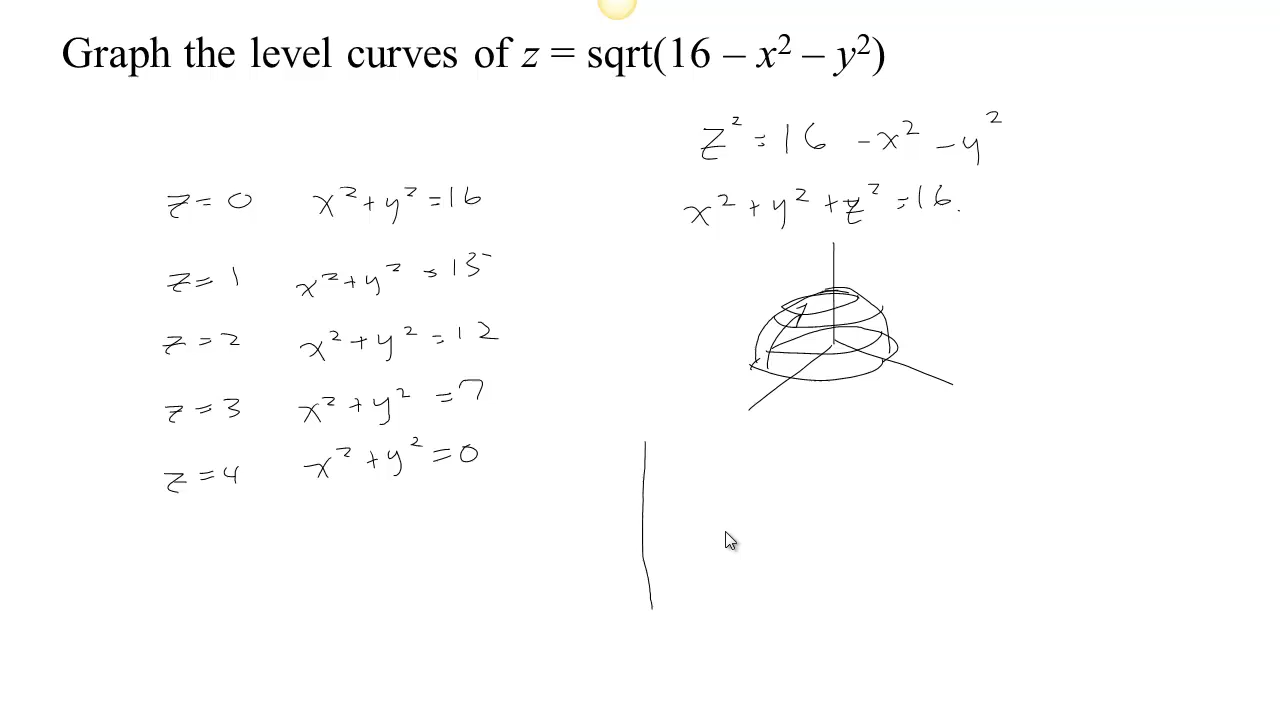 Graph the level curves of z = sqrt(16 – x² – y²)
z² = 16 - x² - y²
x² + y² + z² = 16.
z = 0 x² + y² = 16
z = 1 x² + y² = 15
z = 2 x² + y² = 12
z = 3 x² + y² = 7
z = 4 x² + y² = 0